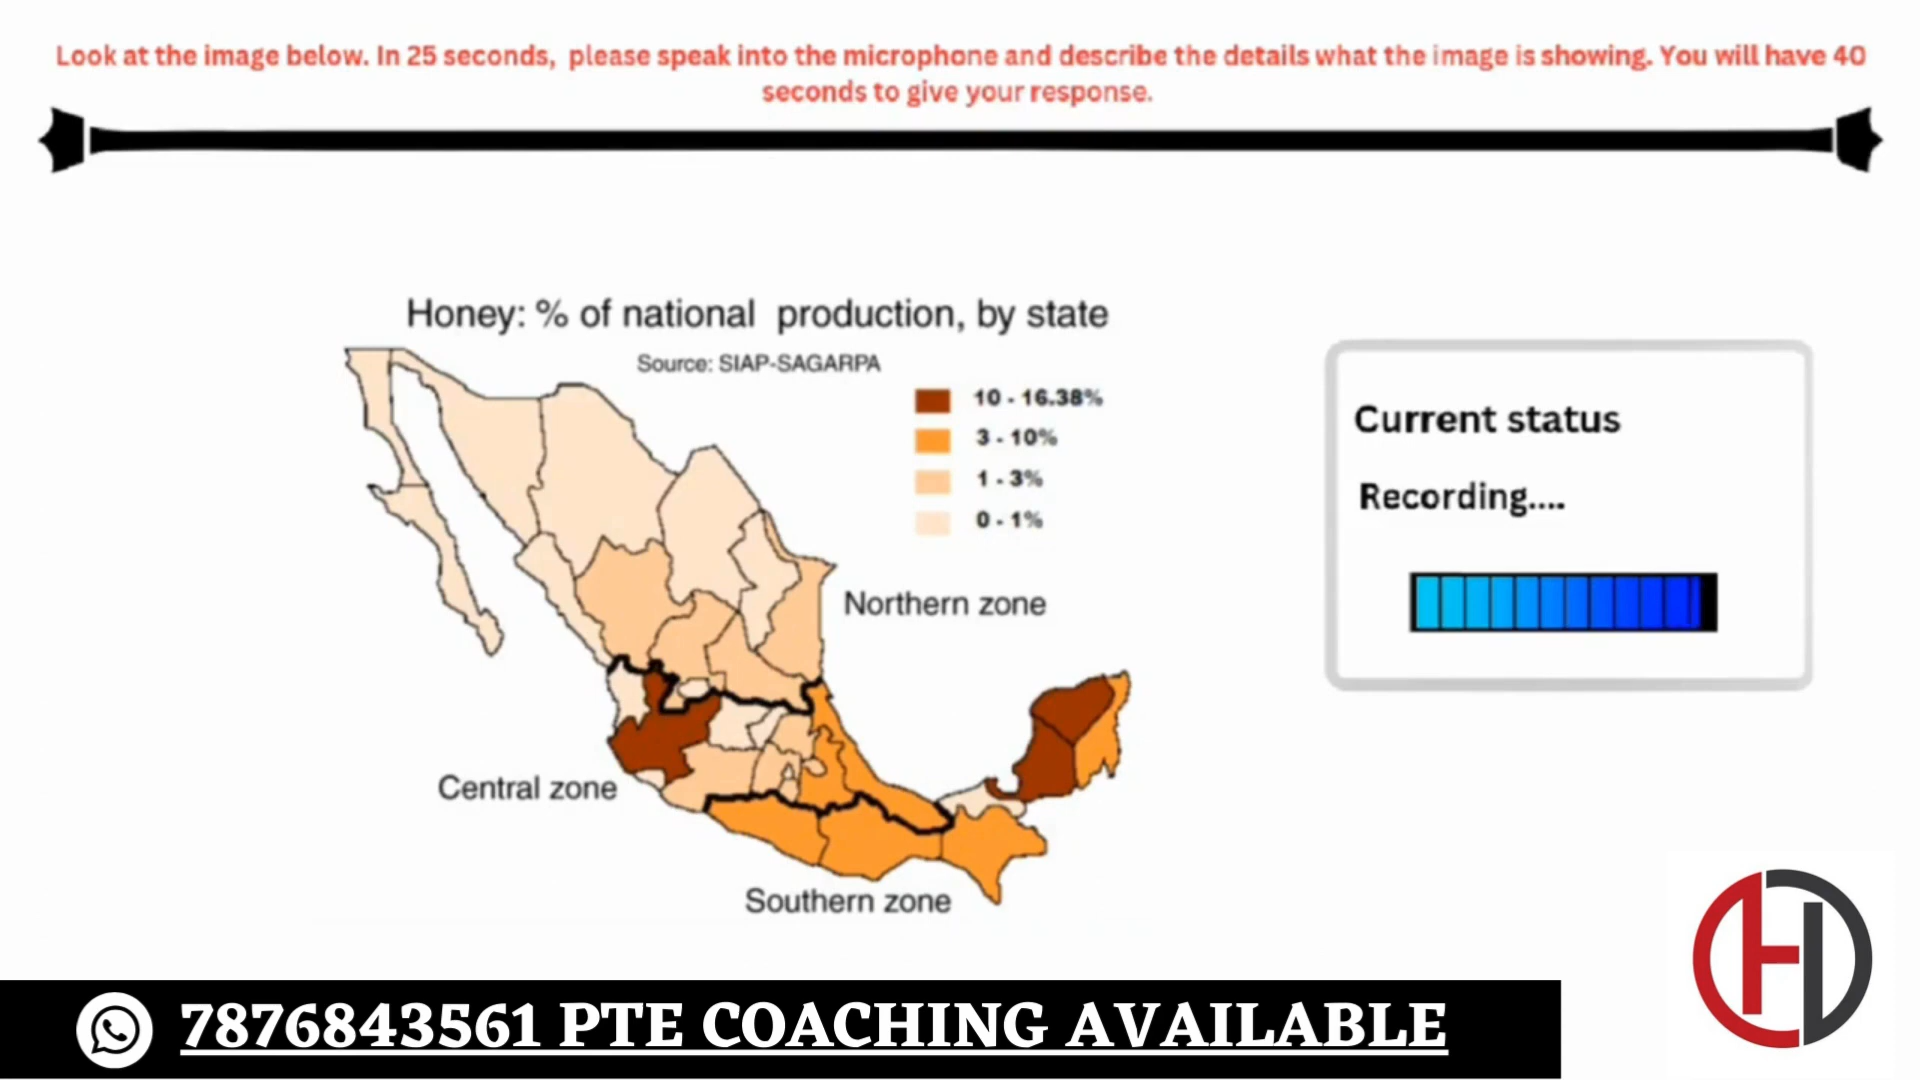 Look at the image below. In 25 seconds, please speak into the microphone and describe the details what the image is showing. You will have 40
seconds to give your response.
Honey: % of national production, by state
Source: SIAP-SAGARPA
10 - 16.38%
3 - 10%
1 - 3%
0 - 1%
Northern zone
Central zone
Southern zone
Current status
Recording....
7876843561 PTE COACHING AVAILABLE